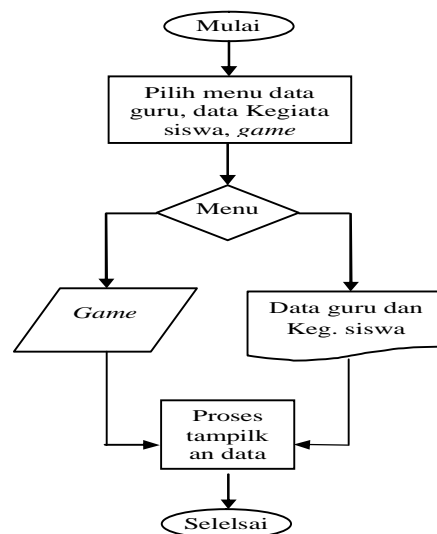 Mulai
Pilih menu data
guru, data Kegiata
siswa, game
Menu
Game
Data guru dan
Keg. siswa
Proses
tampilk
an data
Selelsai